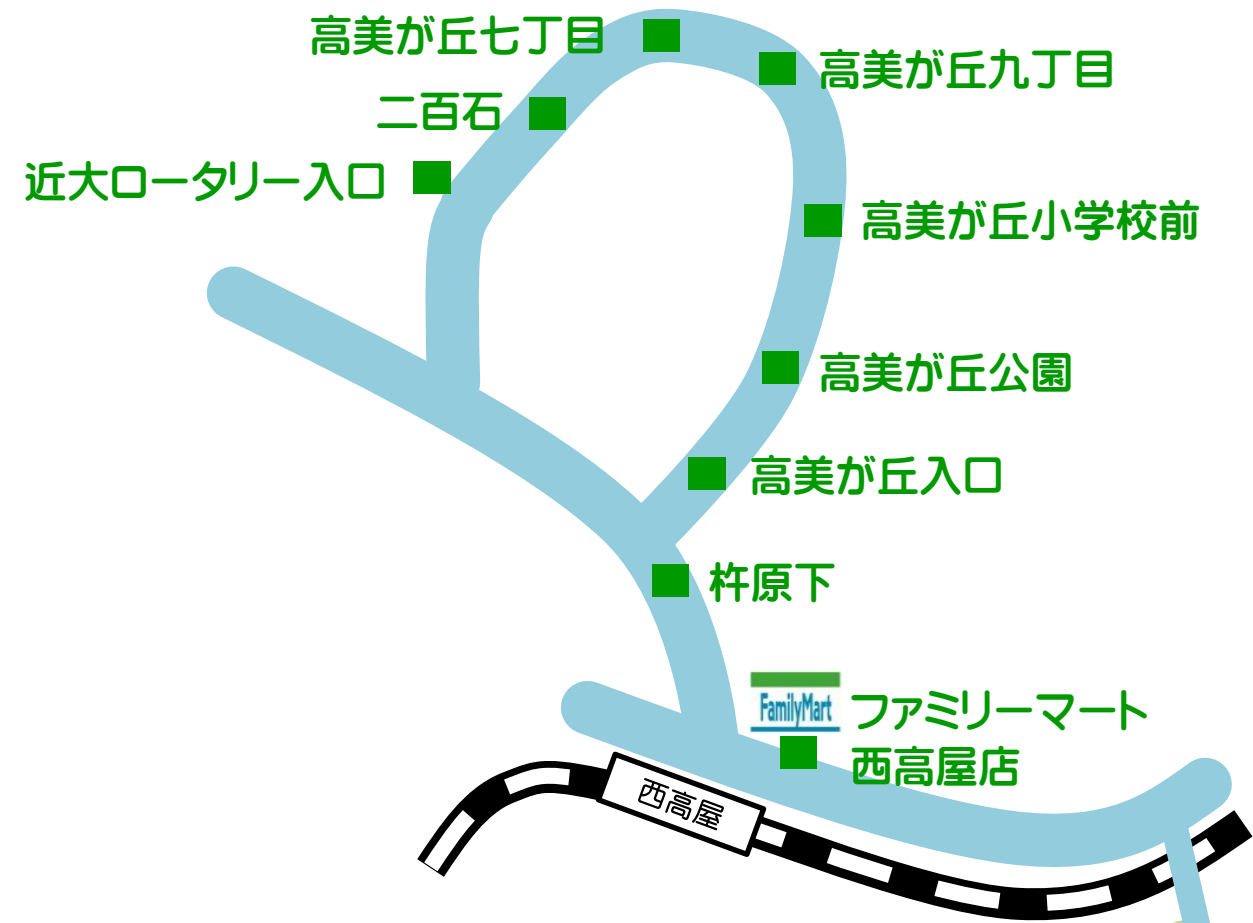 高美が丘七丁目
高美が丘九丁目
二百石
近大ロータリー入口
高美が丘小学校前
高美が丘公園
高美が丘入口
杵原下
FamilyMart
ファミリーマート
西高屋店
西高屋